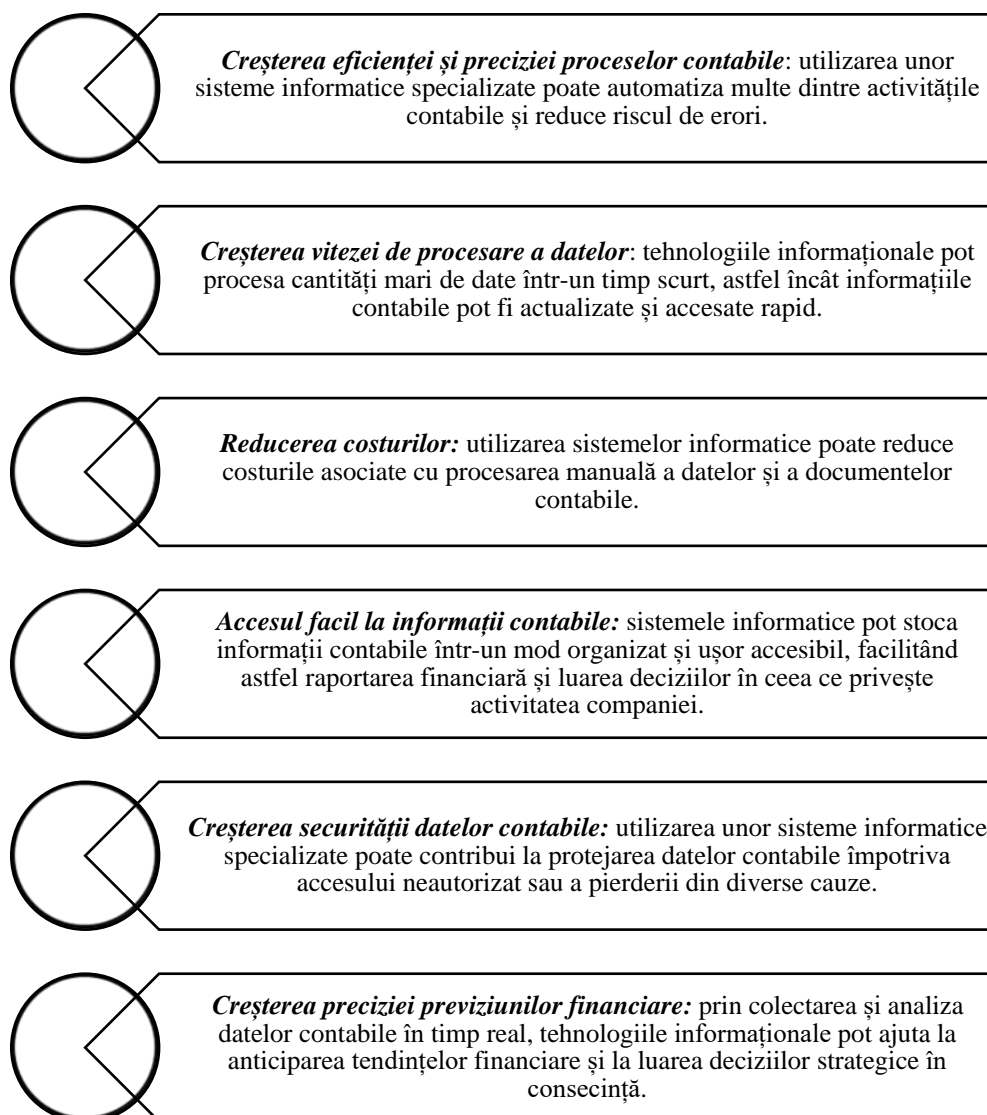 Creșterea eficienței și preciziei proceselor contabile: utilizarea unor
sisteme informatice specializate poate automatiza multe dintre activitățile
contabile și reduce riscul de erori.
Creșterea vitezei de procesare a datelor: tehnologiile informaționale pot
procesa cantități mari de date într-un timp scurt, astfel încât informațiile
contabile pot fi actualizate și accesate rapid.
Reducerea costurilor: utilizarea sistemelor informatice poate reduce
costurile asociate cu procesarea manuală a datelor și a documentelor
contabile.
Accesul facil la informații contabile: sistemele informatice pot stoca
informații contabile într-un mod organizat și ușor accesibil, facilitând
astfel raportarea financiară și luarea deciziilor în ceea ce privește
activitatea companiei.
Creșterea securității datelor contabile: utilizarea unor sisteme informatice
specializate poate contribui la protejarea datelor contabile împotriva
accesului neautorizat sau a pierderii din diverse cauze.
Creșterea preciziei previziunilor financiare: prin colectarea și analiza
datelor contabile în timp real, tehnologiile informaționale pot ajuta la
anticiparea tendințelor financiare și la luarea deciziilor strategice în
consecință.